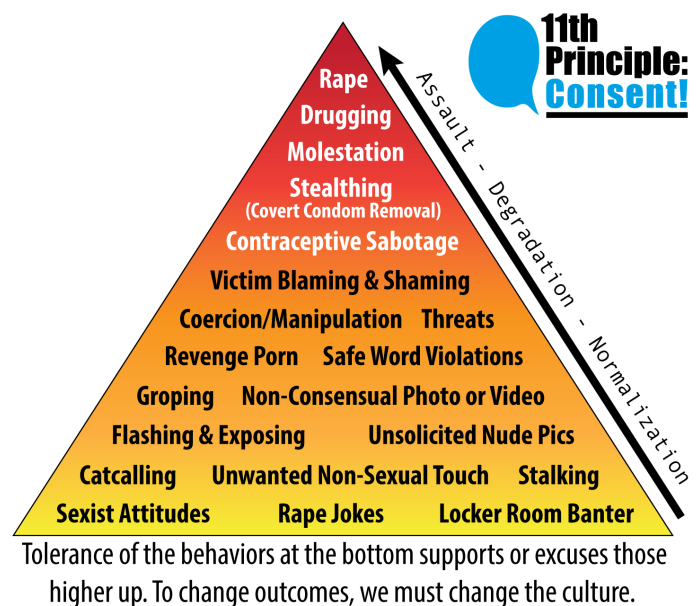 11th
Principle:
Consent!
Assault - Degradation - Normalization
Rape
Drugging
Molestation
Stealthing
(Covert Condom Removal)
Contraceptive Sabotage
Victim Blaming & Shaming
Coercion/Manipulation Threats
Revenge Porn Safe Word Violations
Groping Non-Consensual Photo or Video
Flashing & Exposing Unsolicited Nude Pics
Catcalling Unwanted Non-Sexual Touch Stalking
Sexist Attitudes Rape Jokes Locker Room Banter
Tolerance of the behaviors at the bottom supports or excuses those
higher up. To change outcomes, we must change the culture.